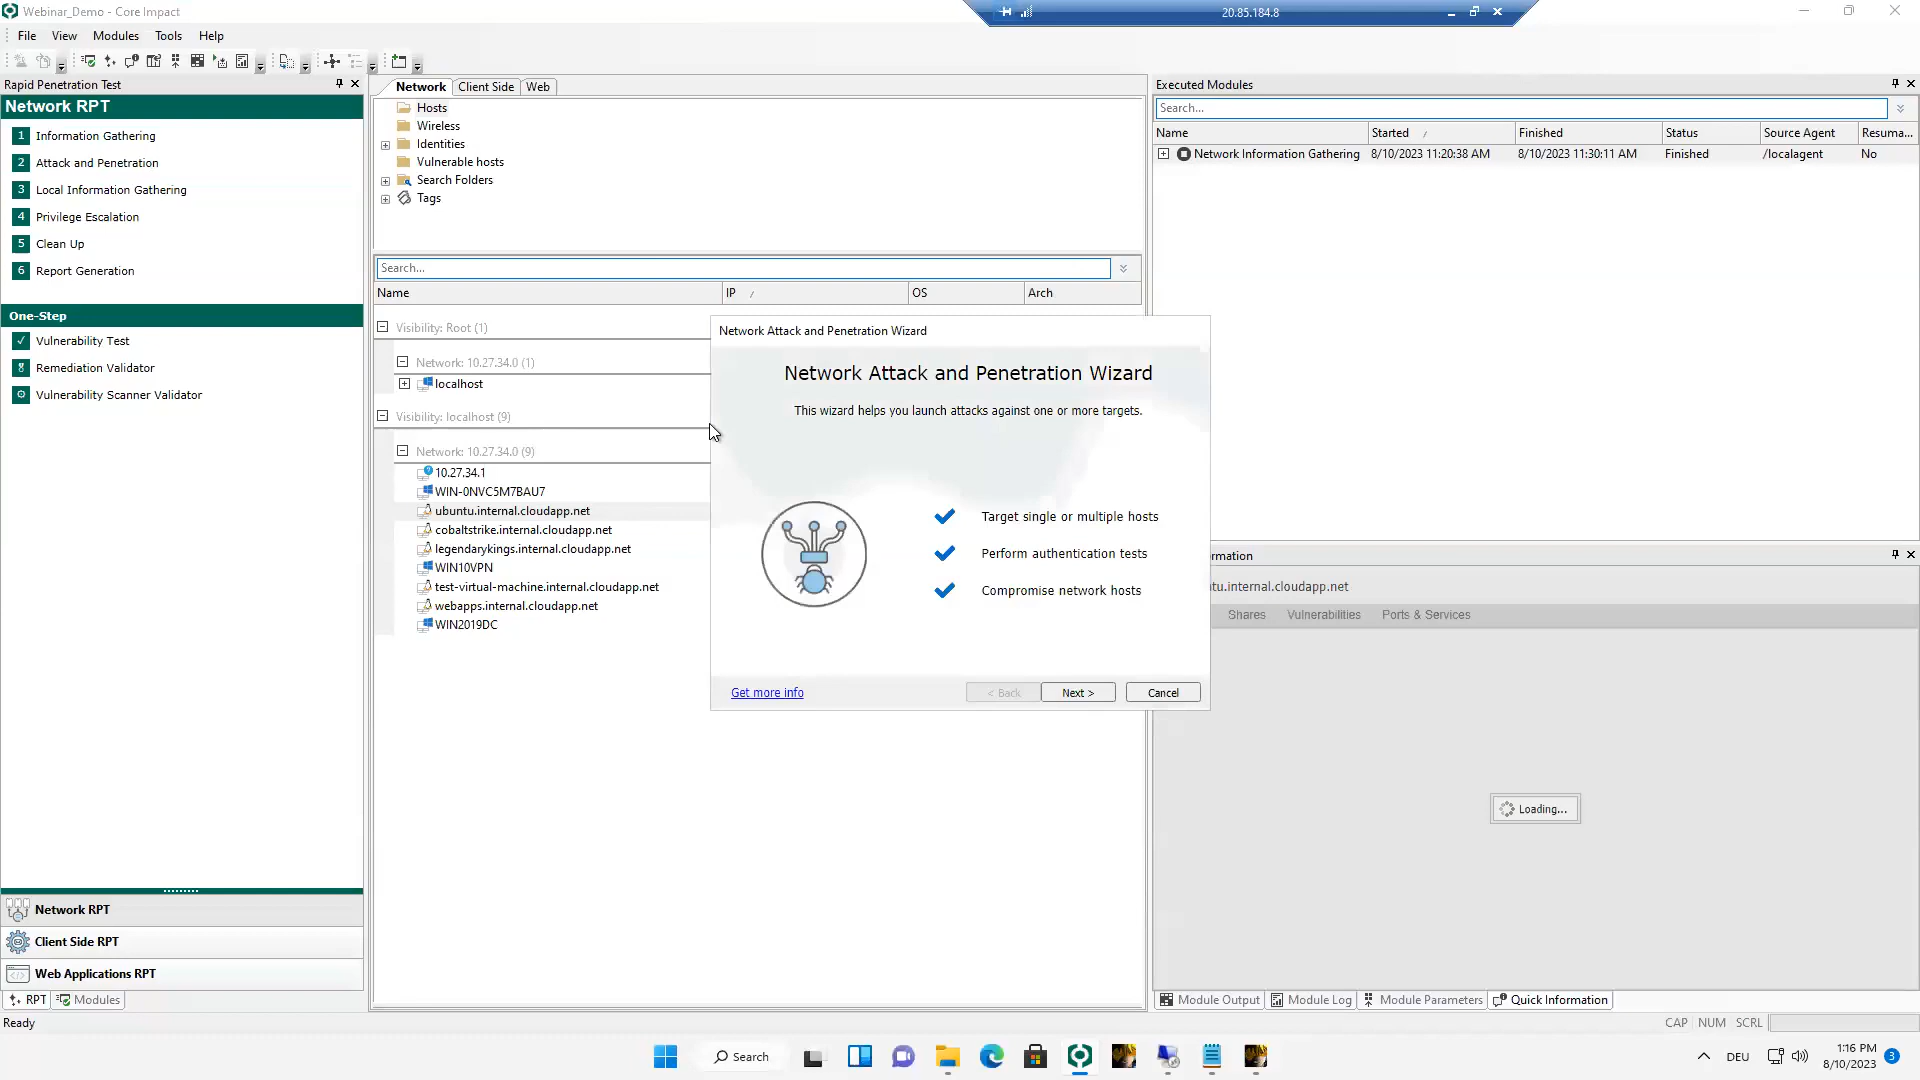 Webinar_Demo - Core Impact
20.85.184.8
File View Modules Tools Help
Rapid Penetration Test
Network RPT
1 Information Gathering
2 Attack and Penetration
3 Local Information Gathering
4 Privilege Escalation
5 Clean Up
6 Report Generation
One-Step
Vulnerability Test
Remediation Validator
Vulnerability Scanner Validator
Network RPT
Client Side RPT
Web Applications RPT
RPT Modules
Ready
Network Client Side Web
Hosts
Wireless
Identities
Vulnerable hosts
Search Folders
Tags
Search...
Name IP OS Arch
Visibility: Root (1)
Network: 10.27.34.0 (1)
localhost
Visibility: localhost (9)
Network: 10.27.34.0 (9)
10.27.34.1
WIN-0NVC5M7BAU7
ubuntu.internal.cloudapp.net
cobaltstrike.internal.cloudapp.net
legendarykings.internal.cloudapp.net
WIN10VPN
test-virtual-machine.internal.cloudapp.net
webapps.internal.cloudapp.net
WIN2019DC
Network Attack and Penetration Wizard
Network Attack and Penetration Wizard
This wizard helps you launch attacks against one or more targets.
Target single or multiple hosts
Perform authentication tests
Compromise network hosts
Get more info < Back Next > Cancel
Executed Modules
Search...
Name Started Finished Status Source Agent Resuma...
Network Information Gathering 8/10/2023 11:20:38 AM 8/10/2023 11:30:11 AM Finished /localagent No
rmation
tu.internal.cloudapp.net
Shares Vulnerabilities Ports & Services
Loading...
Module Output Module Log Module Parameters Quick Information
CAP NUM SCRL
Search
DEU
1:16 PM
8/10/2023
3